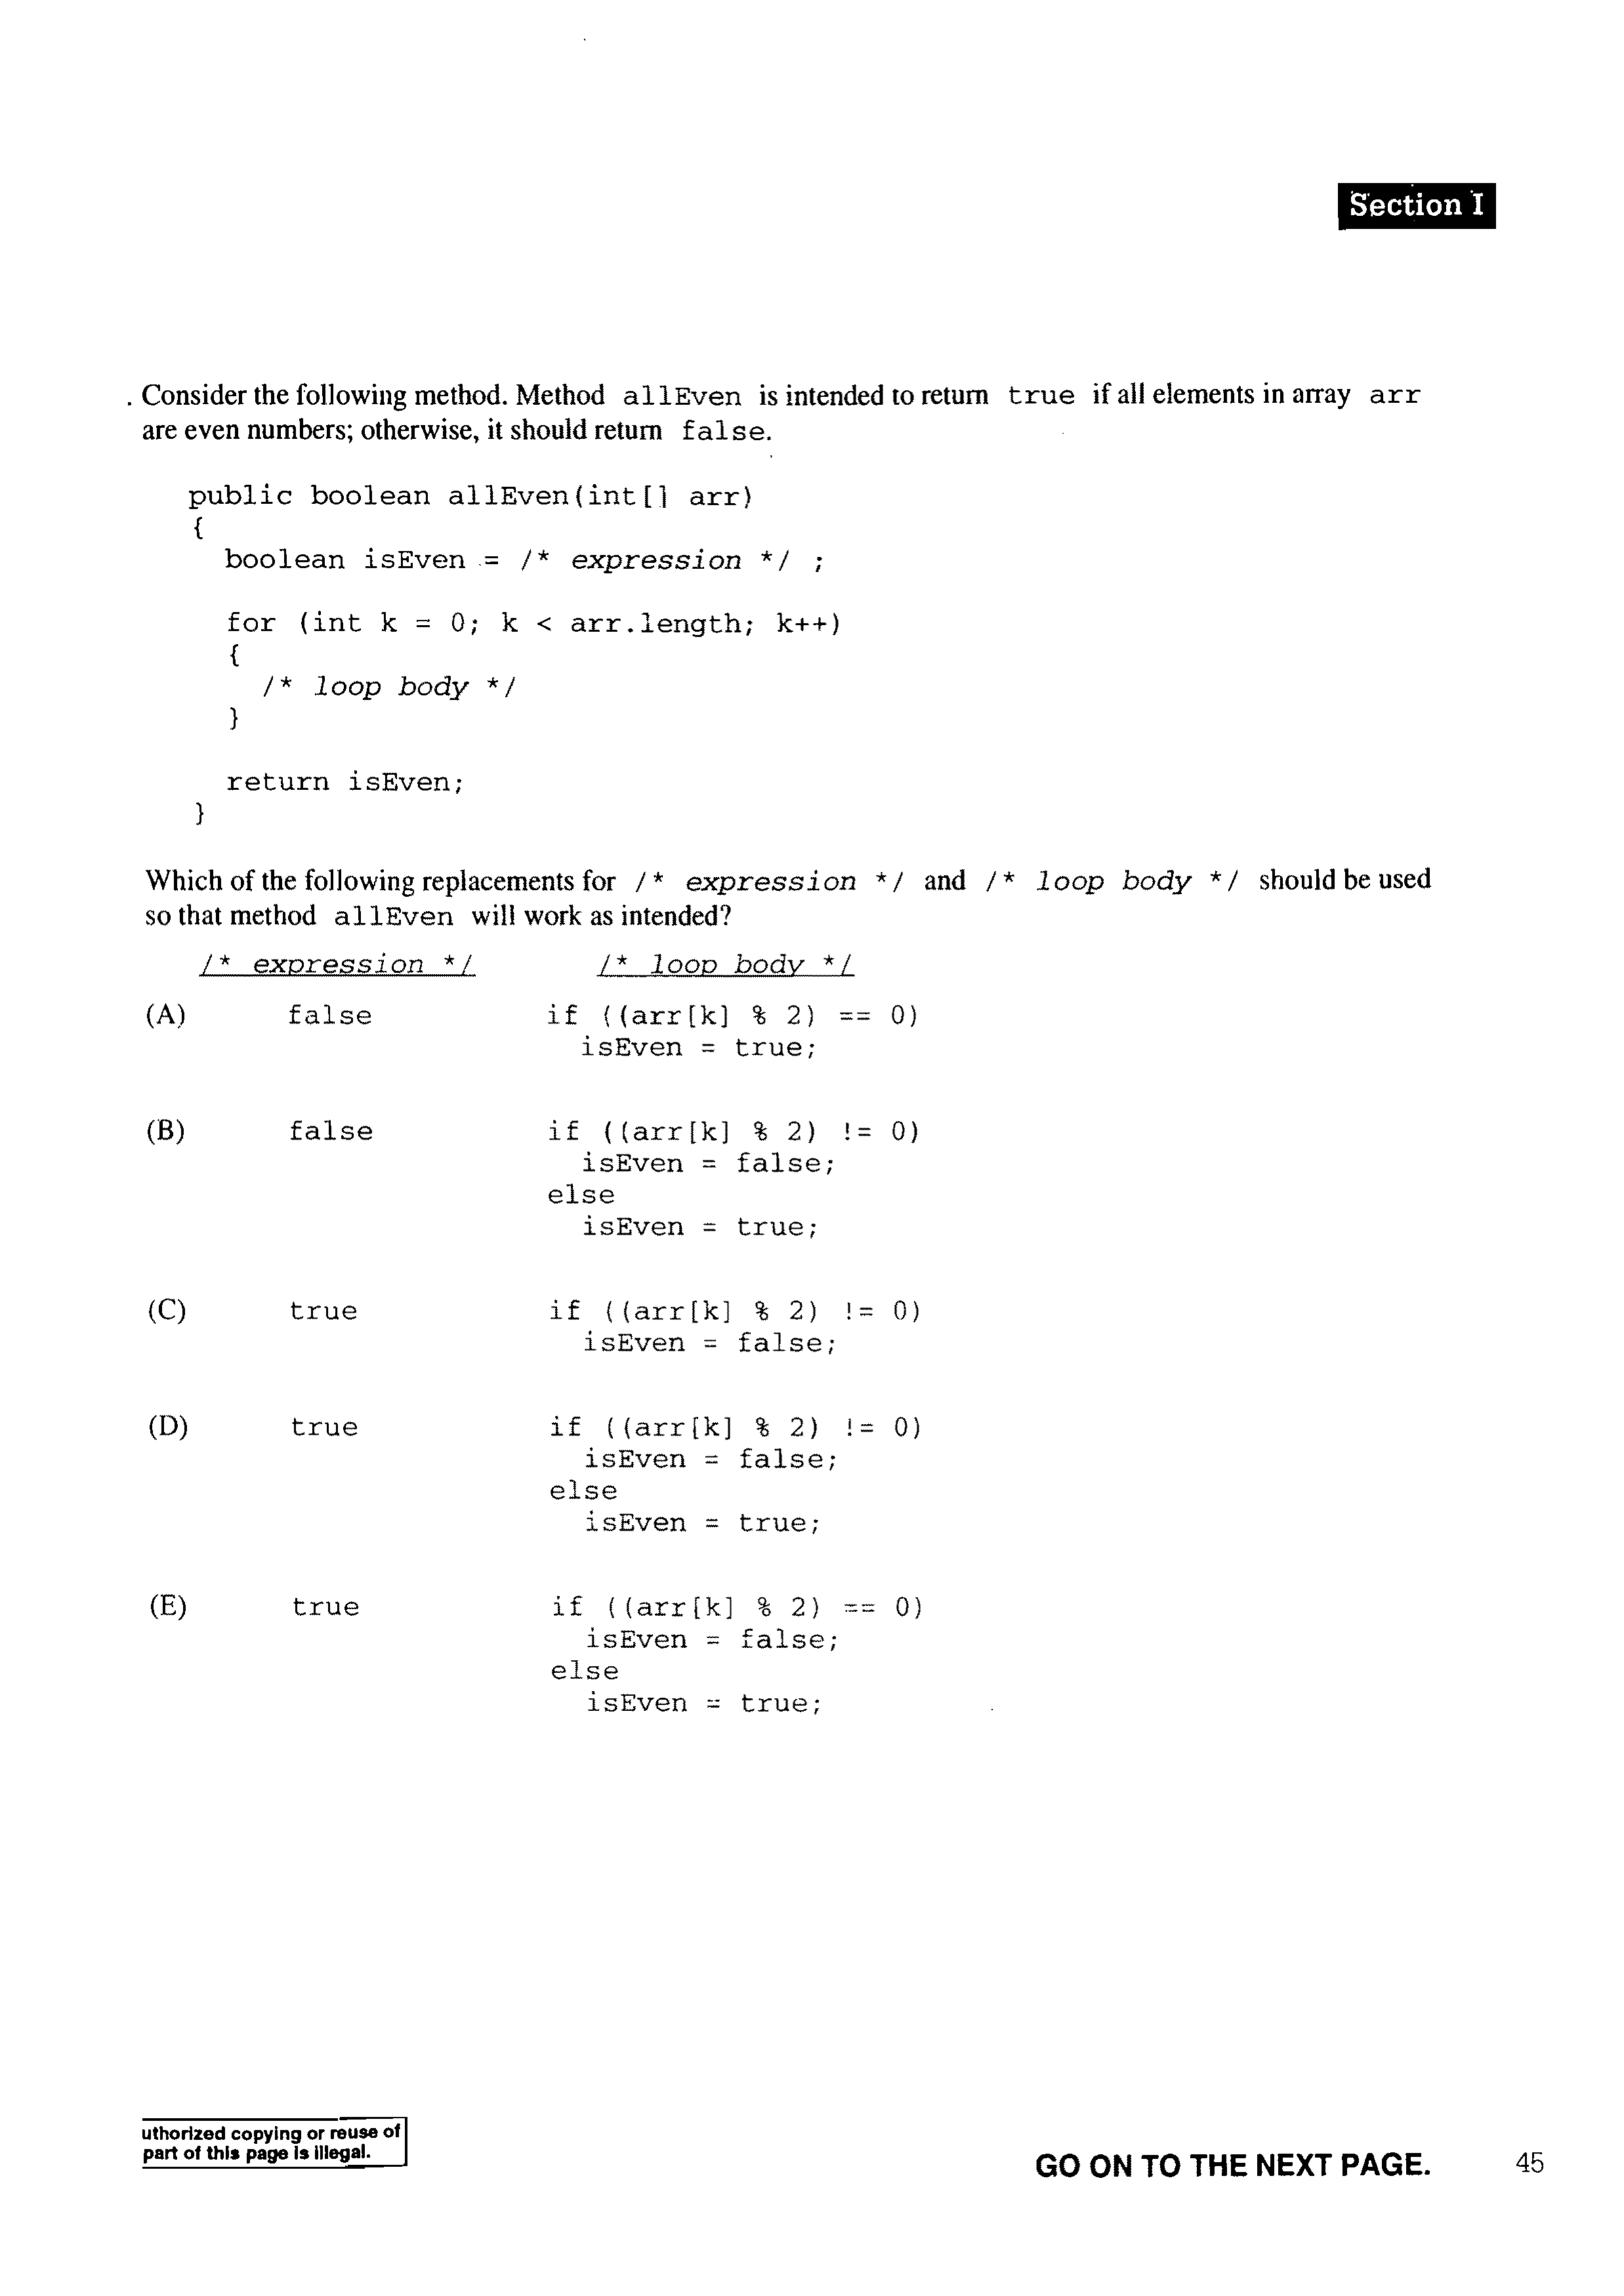 Section I
. Consider the following method. Method allEven is intended to return true if all elements in array arr
are even numbers; otherwise, it should return false.
public boolean allEven(int[] arr)
{
boolean isEven = /* expression */ ;
for (int k = 0; k < arr.length; k++)
{
/* loop body */
}
return isEven;
}
Which of the following replacements for /* expression */ and /* loop body */ should be used
so that method allEven will work as intended?
/* expression */ /* loop body */
(A) false if ((arr[k] % 2) == 0)
isEven = true;
(B) false if ((arr[k] % 2) != 0)
isEven = false;
else
isEven = true;
(C) true if ((arr[k] % 2) != 0)
isEven = false;
(D) true if ((arr[k] % 2) != 0)
isEven = false;
else
isEven = true;
(E) true if ((arr[k] % 2) == 0)
isEven = false;
else
isEven = true;
uthorized copying or reuse of
part of this page is illegal.
GO ON TO THE NEXT PAGE. 45